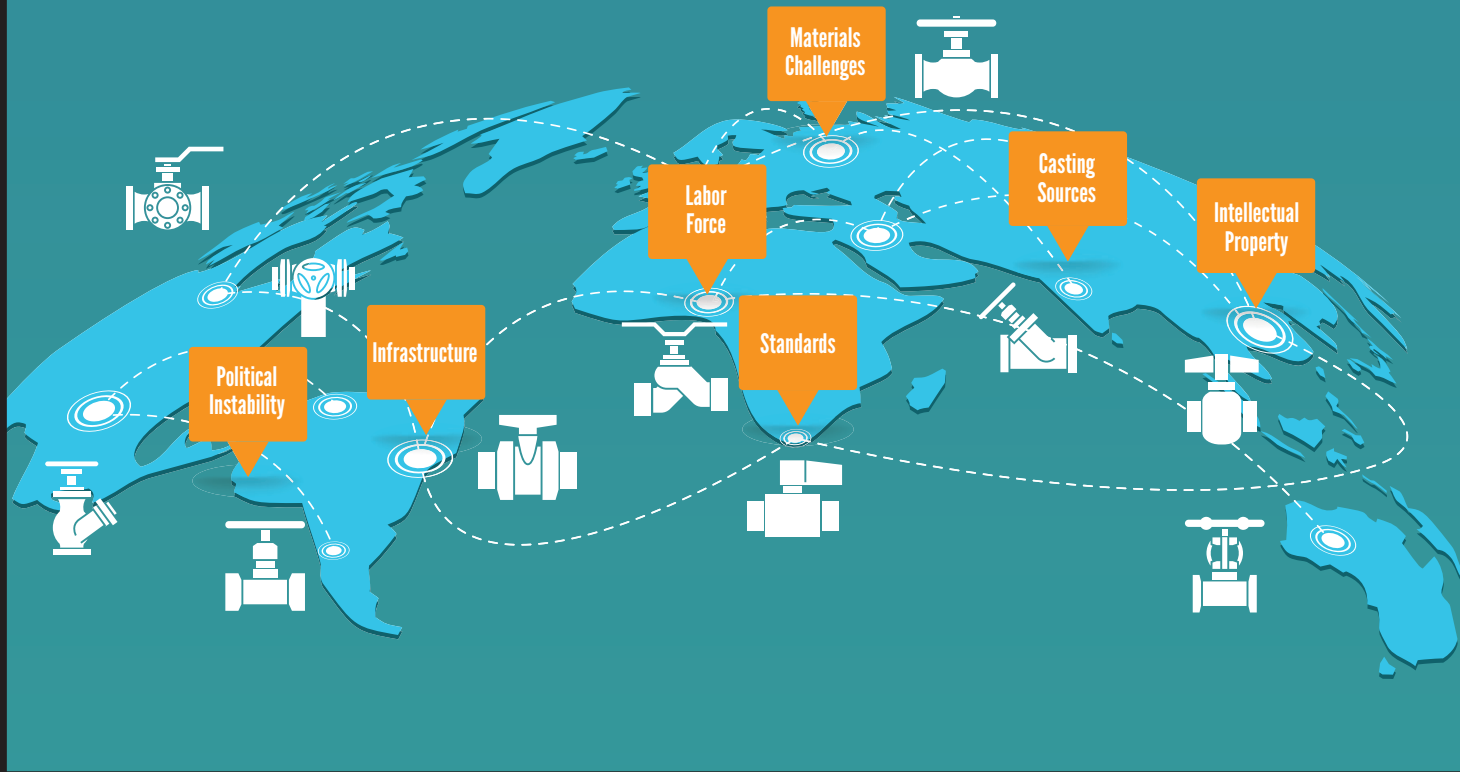 Materials
Challenges
Casting
Sources
Labor
Force
Intellectual
Property
Infrastructure
Standards
Political
Instability